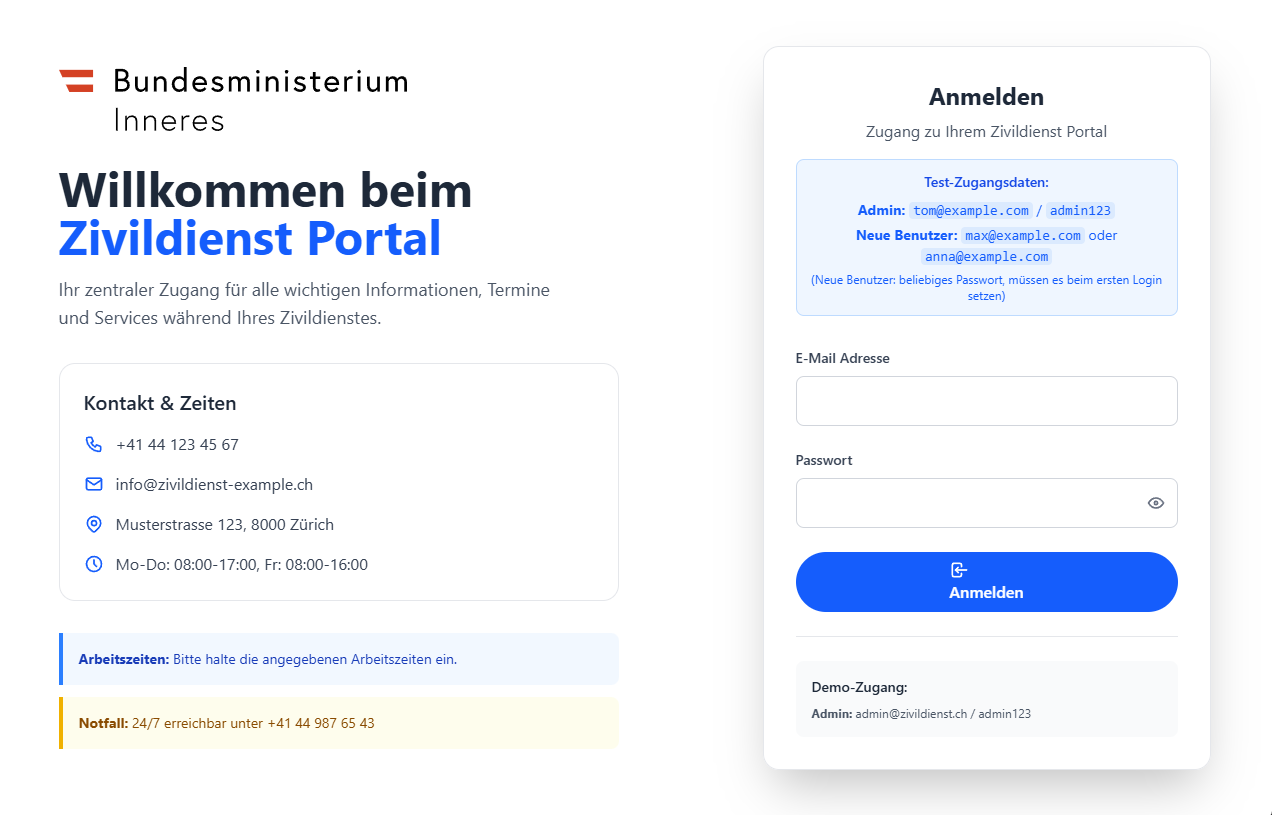 Bundesministerium
Inneres
Willkommen beim
Zivildienst Portal
Ihr zentraler Zugang für alle wichtigen Informationen, Termine
und Services während Ihres Zivildienstes.
Kontakt & Zeiten
+41 44 123 45 67
info@zivildienst-example.ch
Musterstrasse 123, 8000 Zürich
Mo-Do: 08:00-17:00, Fr: 08:00-16:00
Arbeitszeiten: Bitte halte die angegebenen Arbeitszeiten ein.
Notfall: 24/7 erreichbar unter +41 44 987 65 43
Anmelden
Zugang zu Ihrem Zivildienst Portal
Test-Zugangsdaten:
Admin: tom@example.com / admin123
Neue Benutzer: max@example.com oder
anna@example.com
(Neue Benutzer: beliebiges Passwort, müssen es beim ersten Login
setzen)
E-Mail Adresse
Passwort
Anmelden
Demo-Zugang:
Admin: admin@zivildienst.ch / admin123